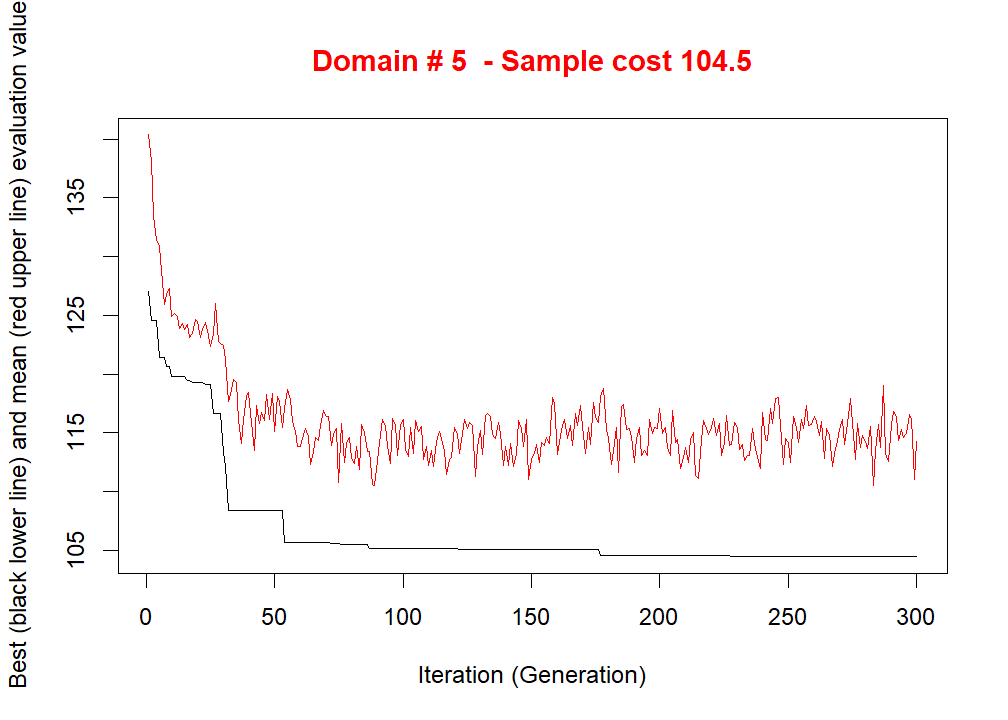 Domain # 5  - Sample cost 104.5
Best (black lower line) and mean (red upper line) evaluation value
135
125
115
105
0 50 100 150 200 250 300
Iteration (Generation)